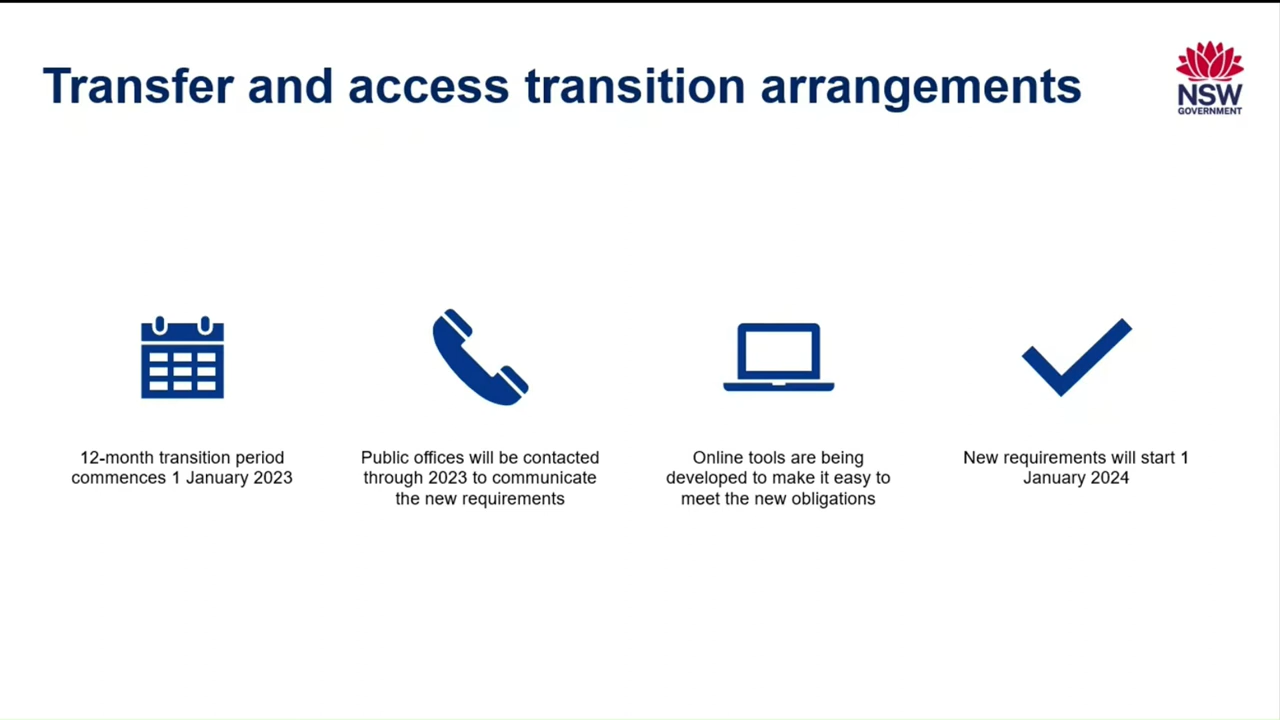 Transfer and access transition arrangements
NSW
GOVERNMENT
12-month transition period
commences 1 January 2023
Public offices will be contacted
through 2023 to communicate
the new requirements
Online tools are being
developed to make it easy to
meet the new obligations
New requirements will start 1
January 2024